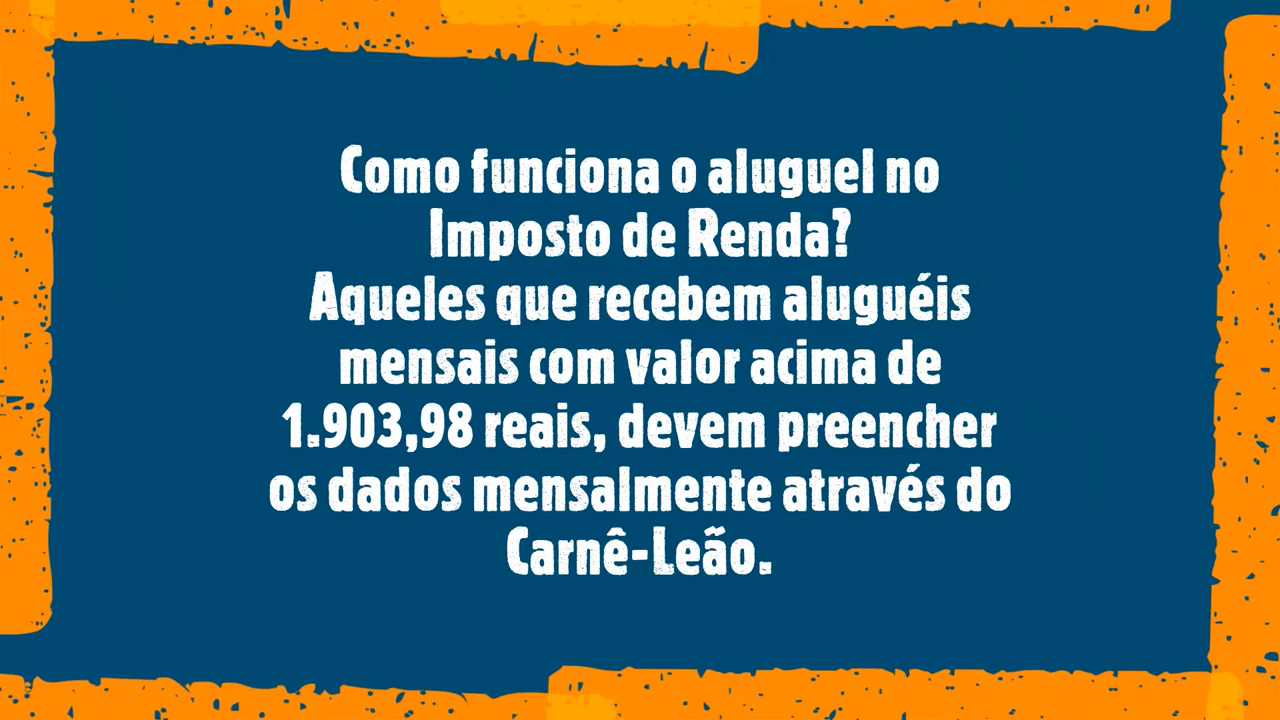 Como funciona o aluguel no
Imposto de Renda?
Aqueles que recebem aluguéis
mensais com valor acima de
1.903,98 reais, devem preencher
os dados mensalmente através do
Carnê-Leão.